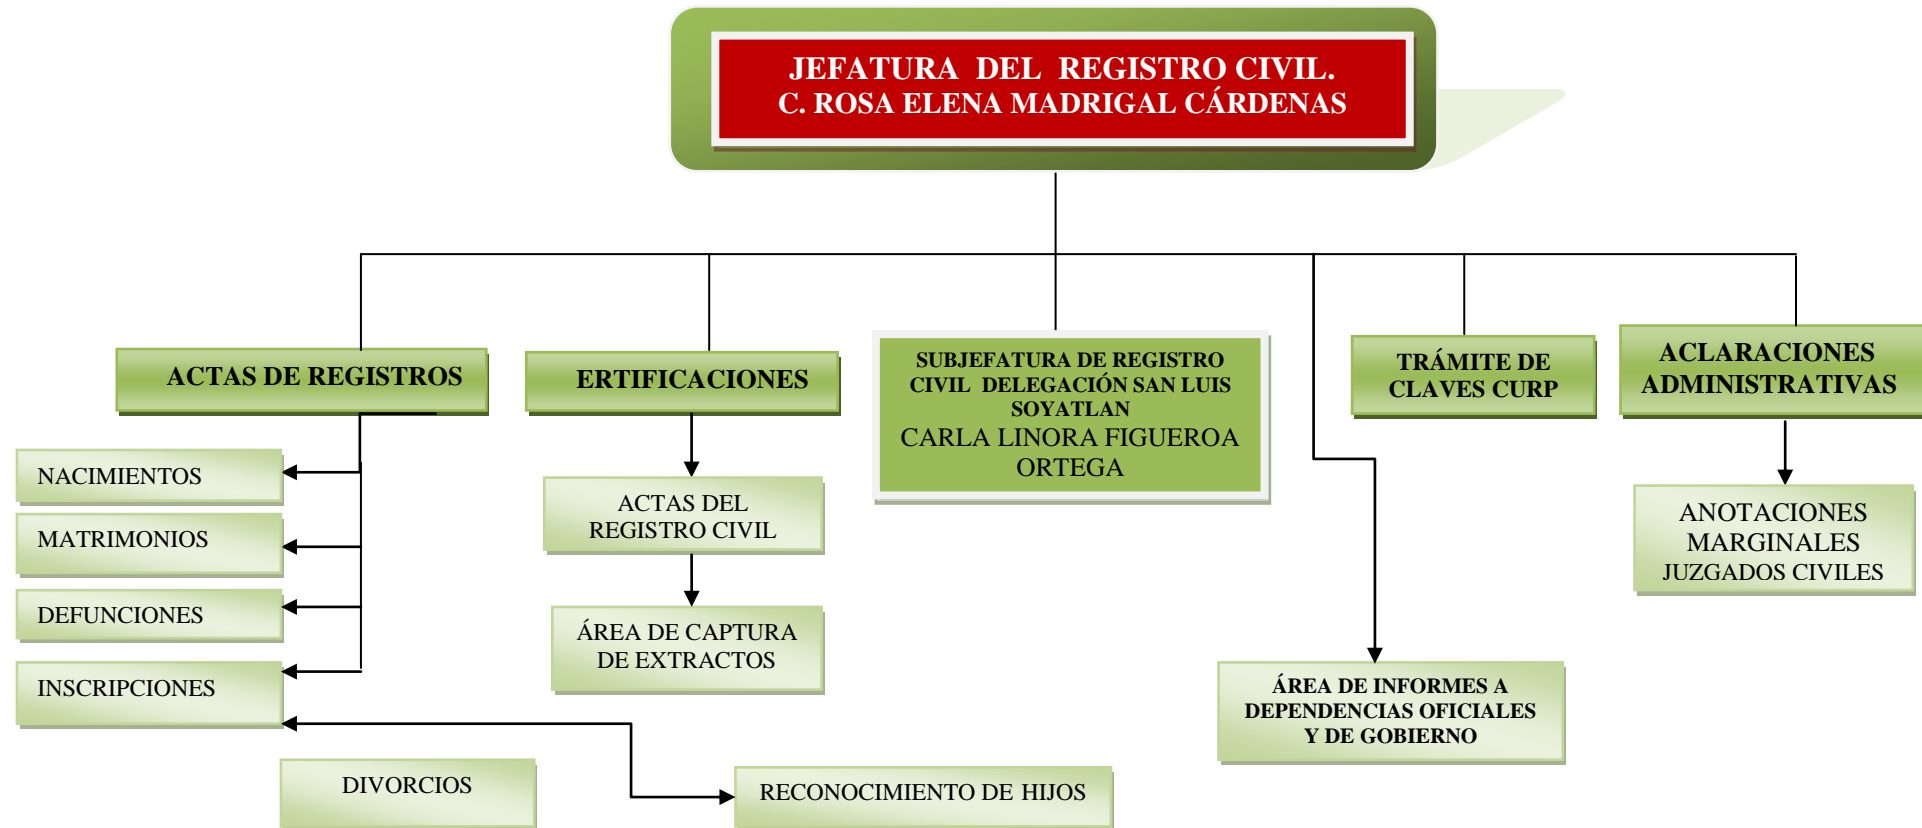 JEFATURA DEL REGISTRO CIVIL.
C. ROSA ELENA MADRIGAL CÁRDENAS
ACTAS DE REGISTROS
ERTIFICACIONES
SUBJEFATURA DE REGISTRO
CIVIL DELEGACIÓN SAN LUIS
SOYATLAN
CARLA LINORA FIGUEROA
ORTEGA
TRÁMITE DE
CLAVES CURP
ACLARACIONES
ADMINISTRATIVAS
NACIMIENTOS
MATRIMONIOS
DEFUNCIONES
INSCRIPCIONES
ACTAS DEL
REGISTRO CIVIL
ÁREA DE CAPTURA
DE EXTRACTOS
ANOTACIONES
MARGINALES
JUZGADOS CIVILES
ÁREA DE INFORMES A
DEPENDENCIAS OFICIALES
Y DE GOBIERNO
DIVORCIOS
RECONOCIMIENTO DE HIJOS